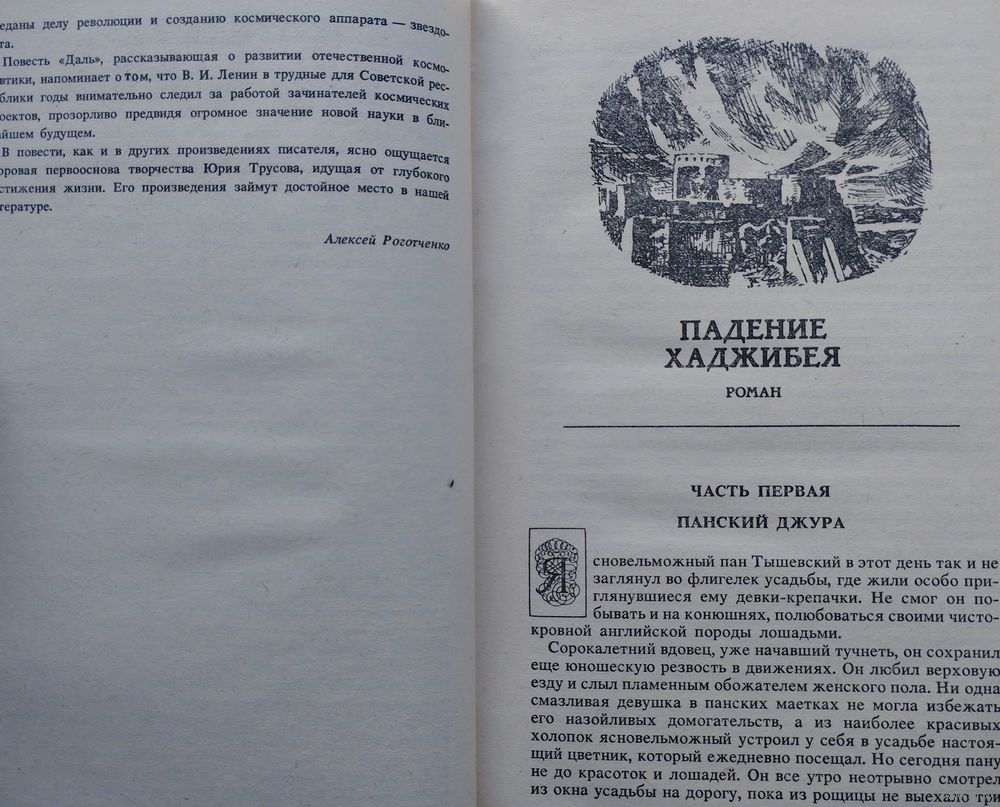 еданы делу революции и созданию космического аппарата — звездо-
та.
Повесть «Даль», рассказывающая о развитии отечественной космо-
втики, напоминает о том, что В. И. Ленин в трудные для Советской рес-
блики годы внимательно следил за работой зачинателей космических
оектов, прозорливо предвидя огромное значение новой науки в бли-
айшем будущем.
В повести, как и в других произведениях писателя, ясно ощущается
оровая первооснова творчества Юрия Трусова, идущая от глубокого
стижения жизни. Его произведения займут достойное место в нашей
тературе.
Алексей Роготченко
ПАДЕНИЕ
ХАДЖИБЕЯ
РОМАН
ЧАСТЬ ПЕРВАЯ
ПАНСКИЙ ДЖУРА
Ясновельможный пан Тышевский в этот день так и не
заглянул во флигелек усадьбы, где жили особо при-
глянувшиеся ему девки-крепачки. Не смог он по-
бывать и на конюшнях, полюбоваться своими чисто-
кровной английской породы лошадьми.
Сорокалетний вдовец, уже начавший тучнеть, он сохранил
еще юношескую резвость в движениях. Он любил верховую
езду и слыл пламенным обожателем женского пола. Ни одна
смазливая девушка в панских маетках не могла избежать
его назойливых домогательств, а из наиболее красивых
холопок ясновельможный устроил у себя в усадьбе настоя-
щий цветник, который ежедневно посещал. Но сегодня пану
не до красоток и лошадей. Он все утро неотрывно смотрел
из окна усадьбы на дорогу, пока из рощицы не выехало три